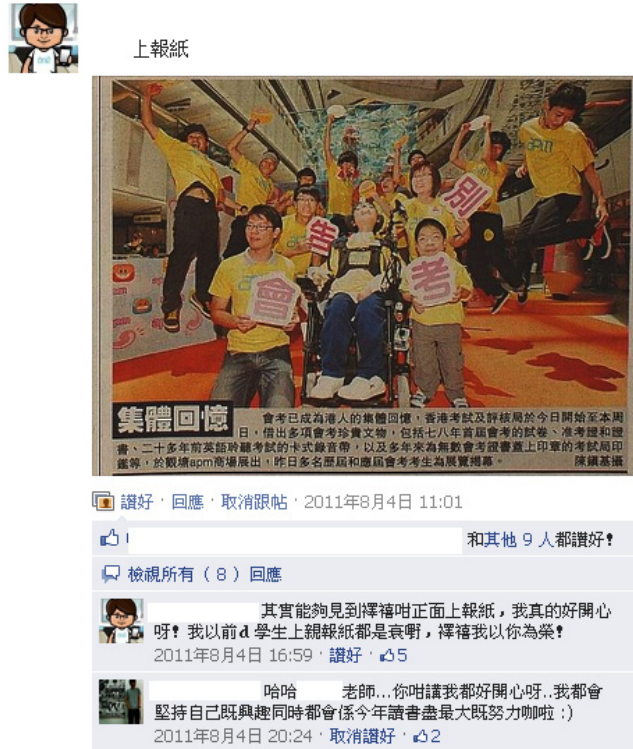 上報紙
告
別
會
考
集體回憶
會考已成為港人的集體回憶，香港考試及評核局於今日開始至本周
日，借出多項會考珍貴文物，包括七八年首屆會考的試卷、准考證和證
書、二十多年前英語聆聽考試的卡式錄音帶，以及多年來為無數會考證書蓋上印章的考試局印
鑑等，於觀塘apm商場展出，昨日多名歷屆和應屆會考考生為展覽揭幕。 陳鎮基攝
讚好 · 回應 · 取消跟帖 · 2011年8月4日 11:01
和其他 9 人都讚好！
檢視所有（8）回應
其實能夠見到擇禧咁正面上報紙，我真的好開心
呀！我以前d 學生上親報紙都是衰嘢，擇禧我以你為榮！
2011年8月4日 16:59 · 讚好 · 5
哈哈 老師...你咁講我都好開心呀..我都會
堅持自己既興趣同時都會係今年讀書盡最大既努力咖啦 :)
2011年8月4日 20:24 · 取消讚好 · 2